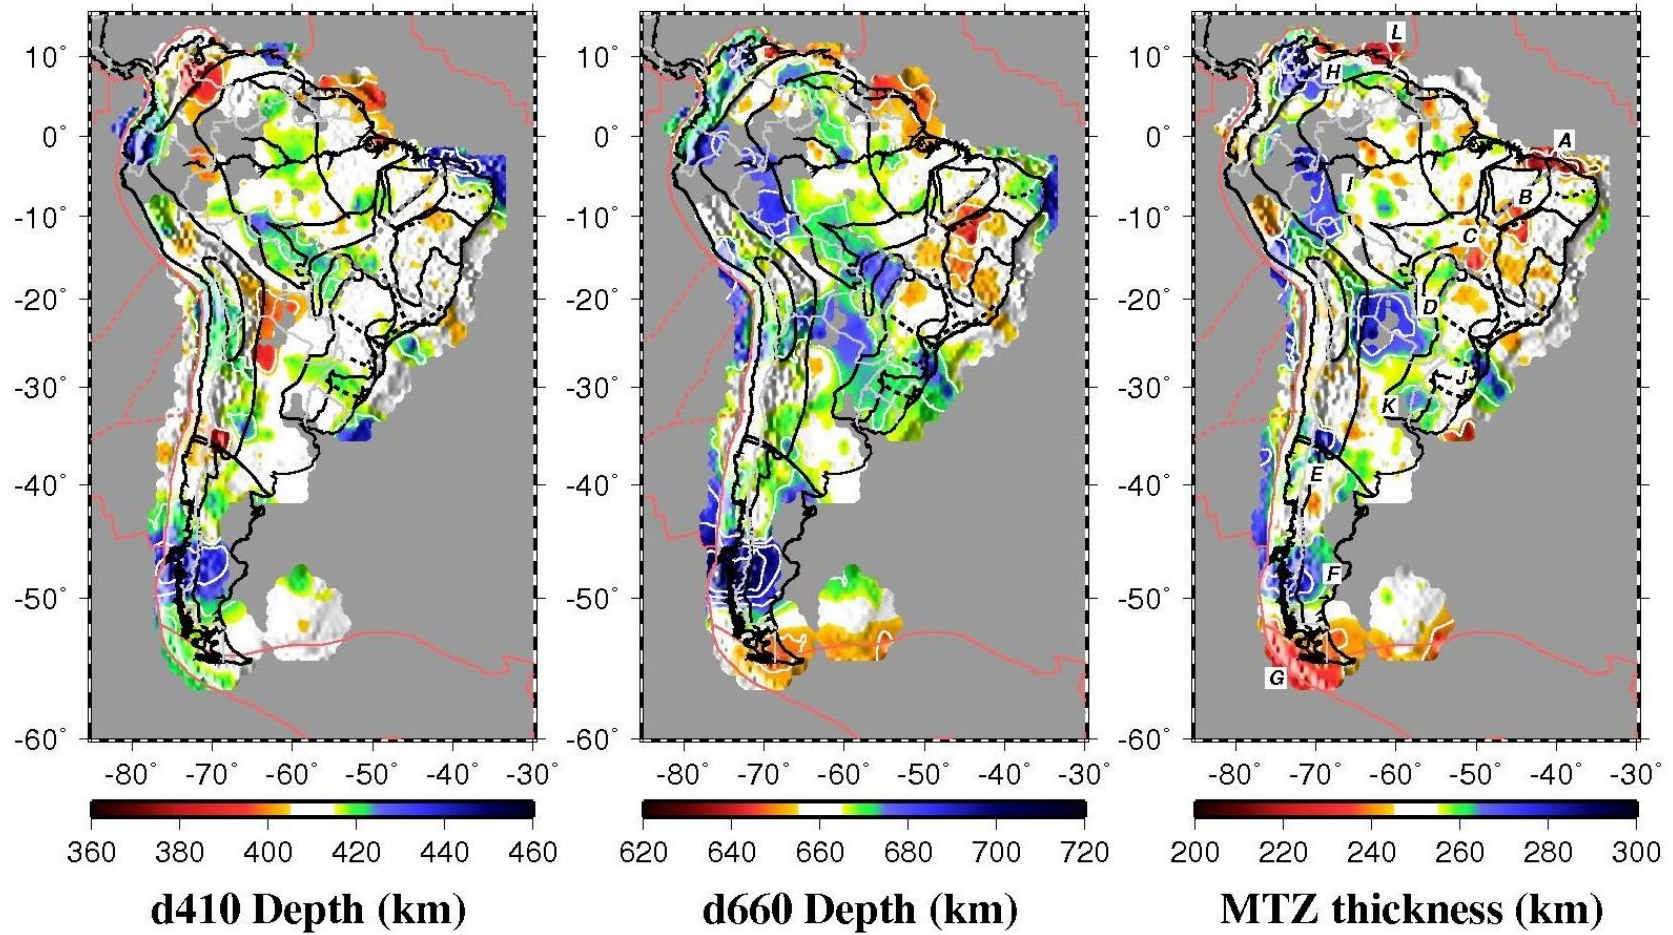 10° 10° 10°
0° 0° 0°
-10° -10° -10°
-20° -20° -20°
-30° -30° -30°
-40° -40° -40°
-50° -50° -50°
-60° -60° -60°
L
H
A
I
B
C
D
J
K
E
F
G
-80° -70° -60° -50° -40° -30° -80° -70° -60° -50° -40° -30° -80° -70° -60° -50° -40° -30°
360 380 400 420 440 460 620 640 660 680 700 720 200 220 240 260 280 300
d410 Depth (km) d660 Depth (km) MTZ thickness (km)